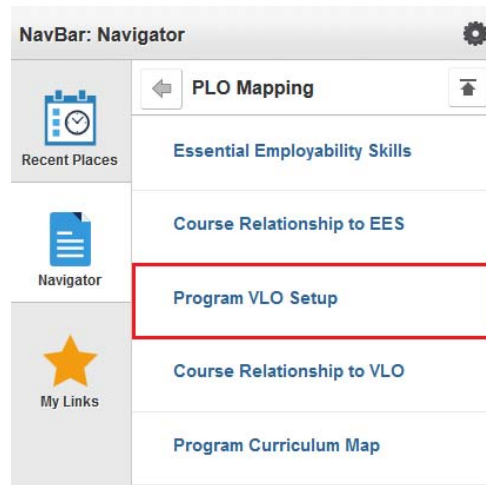 NavBar: Navigator
PLO Mapping
Recent Places
Essential Employability Skills
Course Relationship to EES
Navigator
Program VLO Setup
Course Relationship to VLO
My Links
Program Curriculum Map